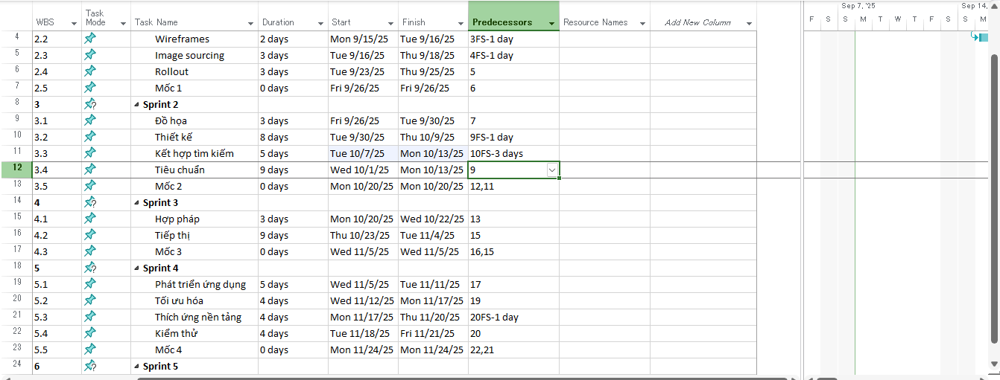 Sep 7, '25 Sep 14,
WBS Task Mode Task Name Duration Start Finish Predecessors Resource Names Add New Column F S S M T W T F S S M
4 2.2 Wireframes 2 days Mon 9/15/25 Tue 9/16/25 3FS-1 day
5 2.3 Image sourcing 3 days Tue 9/16/25 Thu 9/18/25 4FS-1 day
6 2.4 Rollout 3 days Tue 9/23/25 Thu 9/25/25 5
7 2.5 Mốc 1 0 days Fri 9/26/25 Fri 9/26/25 6
8 3 Sprint 2
9 3.1 Đồ họa 3 days Fri 9/26/25 Tue 9/30/25 7
10 3.2 Thiết kế 8 days Tue 9/30/25 Thu 10/9/25 9FS-1 day
11 3.3 Kết hợp tìm kiếm 5 days Tue 10/7/25 Mon 10/13/25 10FS-3 days
12 3.4 Tiêu chuẩn 9 days Wed 10/1/25 Mon 10/13/25 9
13 3.5 Mốc 2 0 days Mon 10/20/25 Mon 10/20/25 12,11
14 4 Sprint 3
15 4.1 Hợp pháp 3 days Mon 10/20/25 Wed 10/22/25 13
16 4.2 Tiếp thị 9 days Thu 10/23/25 Tue 11/4/25 15
17 4.3 Mốc 3 0 days Wed 11/5/25 Wed 11/5/25 16,15
18 5 Sprint 4
19 5.1 Phát triển ứng dụng 5 days Wed 11/5/25 Tue 11/11/25 17
20 5.2 Tối ưu hóa 4 days Wed 11/12/25 Mon 11/17/25 19
21 5.3 Thích ứng nền tảng 4 days Mon 11/17/25 Thu 11/20/25 20FS-1 day
22 5.4 Kiểm thử 4 days Tue 11/18/25 Fri 11/21/25 20
23 5.5 Mốc 4 0 days Mon 11/24/25 Mon 11/24/25 22,21
24 6 Sprint 5